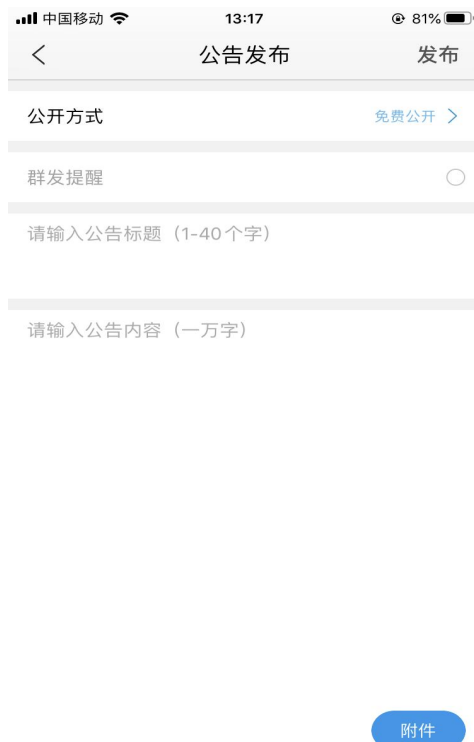 中国移动 13:17 81%
公告发布 发布
公开方式 免费公开
群发提醒
请输入公告标题（1-40个字）
请输入公告内容（一万字）
附件